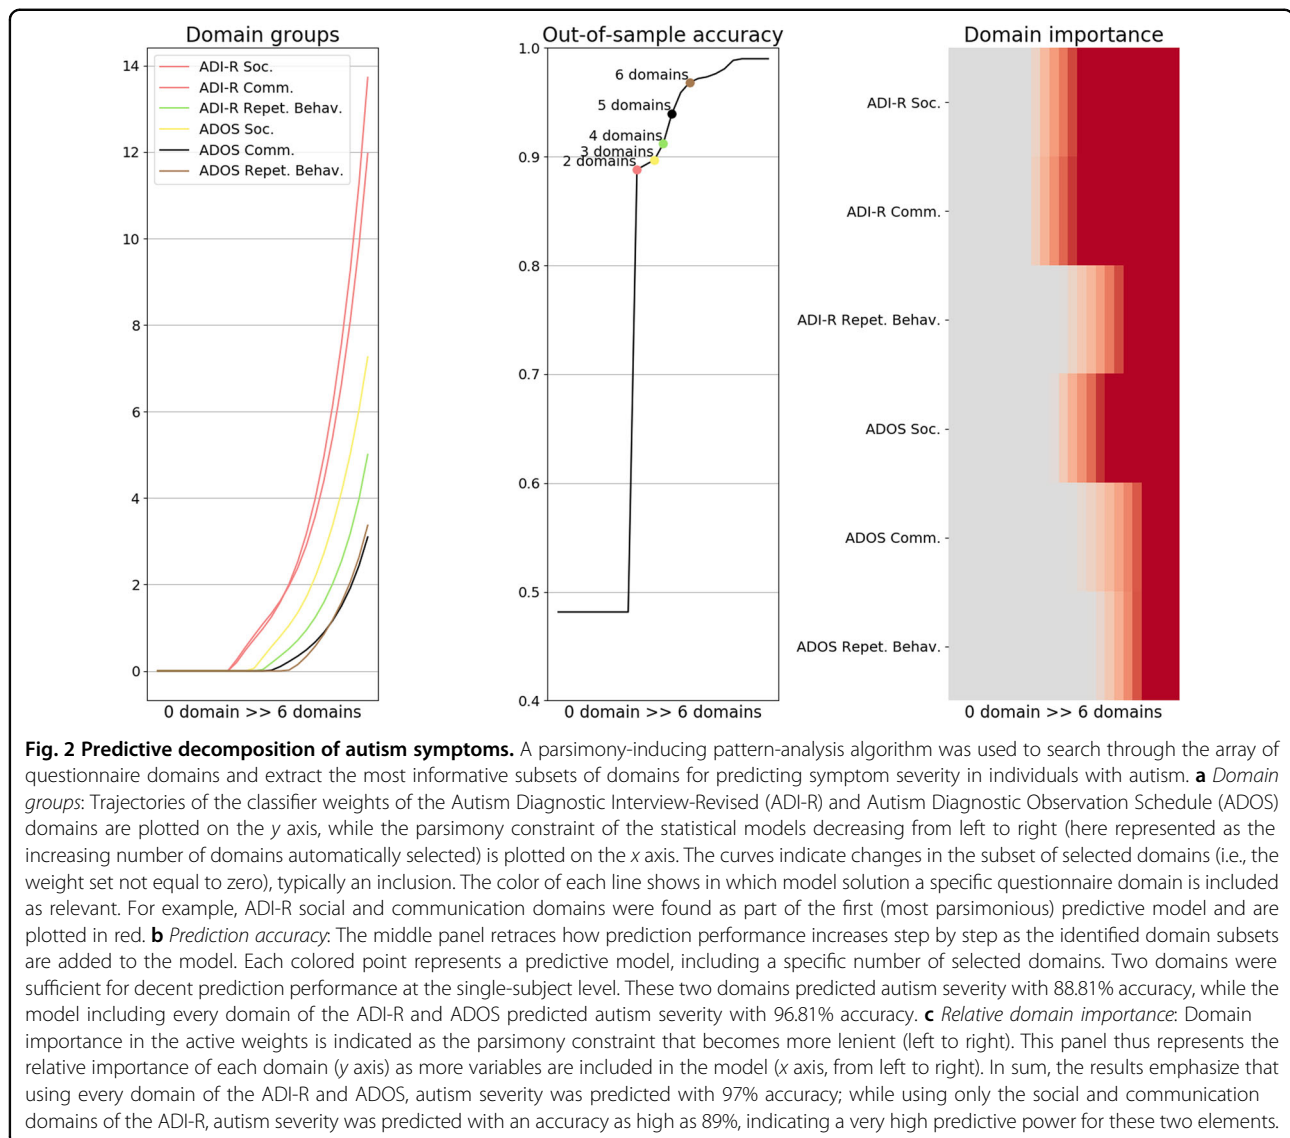 Domain groups
14
12
10
8
6
4
2
0
ADI-R Soc.
ADI-R Comm.
ADI-R Repet. Behav.
ADOS Soc.
ADOS Comm.
ADOS Repet. Behav.
0 domain >> 6 domains
Out-of-sample accuracy
1.0
0.9
0.8
0.7
0.6
0.5
0.4
6 domains
5 domains
4 domains
3 domains
2 domains
0 domain >> 6 domains
Domain importance
ADI-R Soc.
ADI-R Comm.
ADI-R Repet. Behav.
ADOS Soc.
ADOS Comm.
ADOS Repet. Behav.
0 domain >> 6 domains
Fig. 2 Predictive decomposition of autism symptoms. A parsimony-inducing pattern-analysis algorithm was used to search through the array of
questionnaire domains and extract the most informative subsets of domains for predicting symptom severity in individuals with autism. a Domain
groups: Trajectories of the classifier weights of the Autism Diagnostic Interview-Revised (ADI-R) and Autism Diagnostic Observation Schedule (ADOS)
domains are plotted on the y axis, while the parsimony constraint of the statistical models decreasing from left to right (here represented as the
increasing number of domains automatically selected) is plotted on the x axis. The curves indicate changes in the subset of selected domains (i.e., the
weight set not equal to zero), typically an inclusion. The color of each line shows in which model solution a specific questionnaire domain is included
as relevant. For example, ADI-R social and communication domains were found as part of the first (most parsimonious) predictive model and are
plotted in red. b Prediction accuracy: The middle panel retraces how prediction performance increases step by step as the identified domain subsets
are added to the model. Each colored point represents a predictive model, including a specific number of selected domains. Two domains were
sufficient for decent prediction performance at the single-subject level. These two domains predicted autism severity with 88.81% accuracy, while the
model including every domain of the ADI-R and ADOS predicted autism severity with 96.81% accuracy. c Relative domain importance: Domain
importance in the active weights is indicated as the parsimony constraint that becomes more lenient (left to right). This panel thus represents the
relative importance of each domain (y axis) as more variables are included in the model (x axis, from left to right). In sum, the results emphasize that
using every domain of the ADI-R and ADOS, autism severity was predicted with 97% accuracy; while using only the social and communication
domains of the ADI-R, autism severity was predicted with an accuracy as high as 89%, indicating a very high predictive power for these two elements.